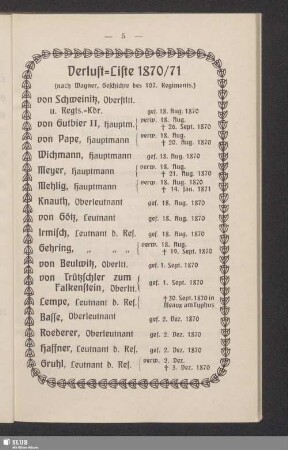 — 5 —
Verlust=Liste 1870/71
(nach Wagner, Geschichte des 107. Regiments.)
von Schweinitz, Oberstlt.
u. Regts.-Kdr. gef. 18. Aug. 1870
von Gutbier II, Hauptm. verw. 18. Aug.
† 26. Sept. 1870
von Pape, Hauptmann verw. 18. Aug.
† 20. Aug. 1870
Wichmann, Hauptmann gef. 18. Aug. 1870
Meyer, Hauptmann verw. 18. Aug.
† 21. Aug. 1870
Mehlig, Hauptmann verw. 18. Aug.
† 14. Jan. 1871
Knauth, Oberleutnant gef. 18. Aug. 1870
von Götz, Leutnant gef. 18. Aug. 1870
Irmisch, Leutnant d. Res. gef. 18. Aug. 1870
Gehring, „ „ „ verw. 18. Aug.
† 19. Sept. 1870
von Beulwitz, Oberlt. gef. 1. Sept. 1870
von Trützschler zum
Falkenstein, Oberlt. gef. 1. Sept. 1870
Lempe, Leutnant d. Res. † 30. Sept. 1870 in
Meaux am Typhus
Basse, Oberleutnant gef. 2. Dez. 1870
Roederer, Oberleutnant gef. 2. Dez. 1870
Haffner, Leutnant d. Res. gef. 2. Dez. 1870
Gruhl, Leutnant d. Res. verw. 2. Dez.
† 3. Dez. 1870
SLUB